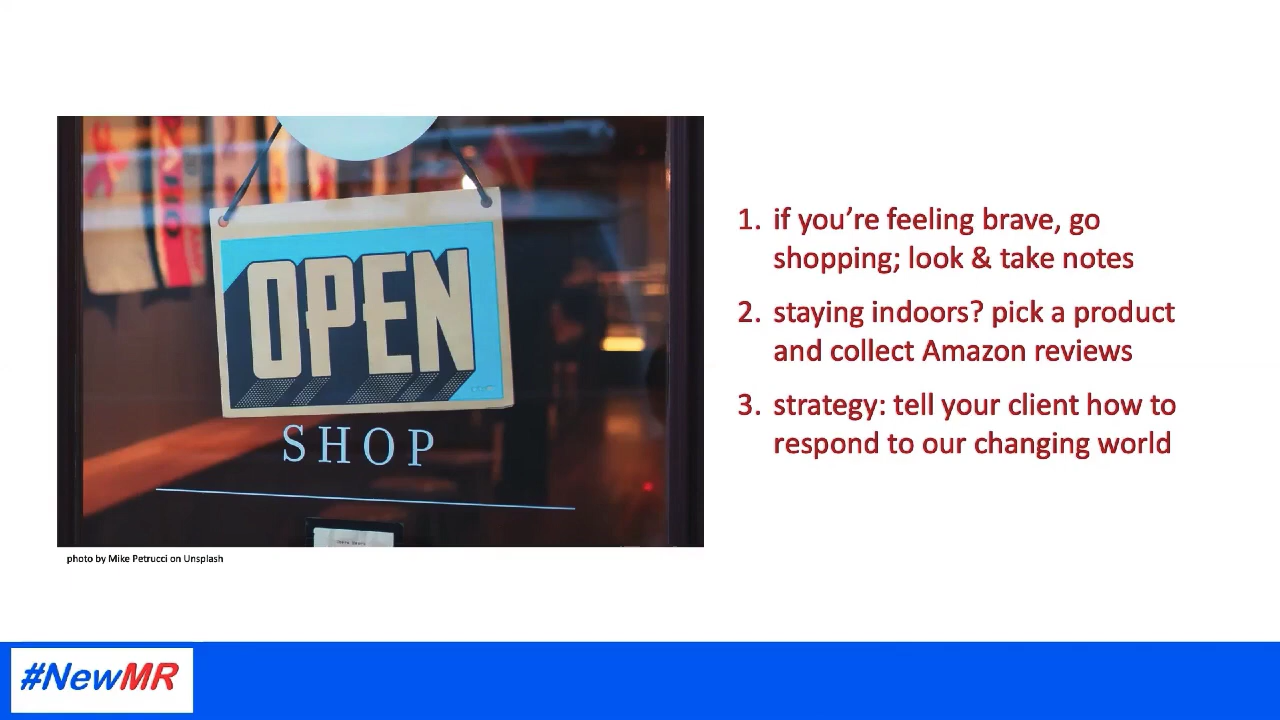 OPEN
SHOP
photo by Mike Petrucci on Unsplash
1. if you’re feeling brave, go
shopping; look & take notes
2. staying indoors? pick a product
and collect Amazon reviews
3. strategy: tell your client how to
respond to our changing world
#NewMR